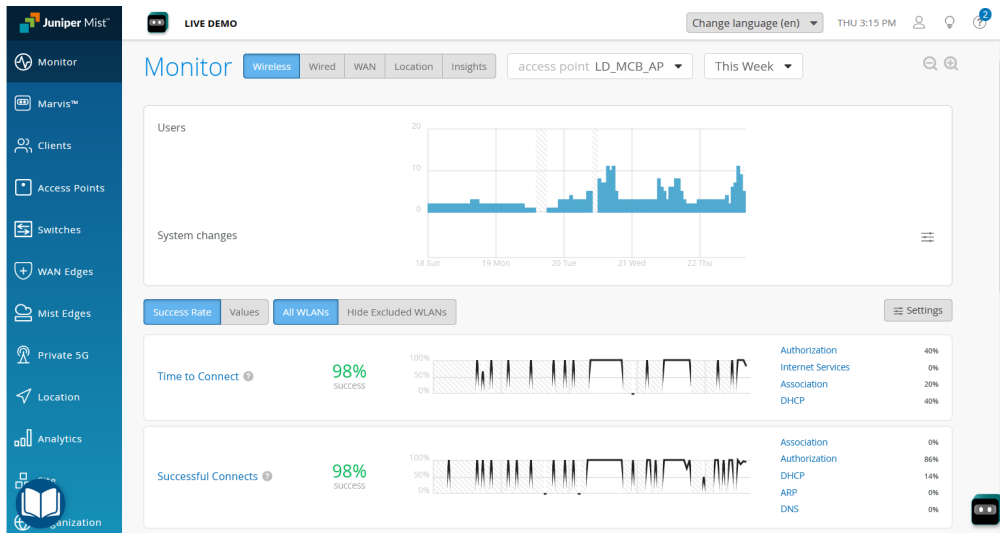 Juniper Mist™
LIVE DEMO
Change language (en)
THU 3:15 PM
2
Monitor
Marvis™
Clients
Access Points
Switches
WAN Edges
Mist Edges
Private 5G
Location
Analytics
Site
Organization
Monitor
Wireless Wired WAN Location Insights
access point LD_MCB_AP
This Week
Users
20
10
0
System changes
18 Sun 19 Mon 20 Tue 21 Wed 22 Thu
Success Rate Values All WLANs Hide Excluded WLANs
Settings
Time to Connect ?
98%
success
100%
50%
0%
Authorization 40%
Internet Services 0%
Association 20%
DHCP 40%
Successful Connects ?
98%
success
100%
50%
0%
Association 0%
Authorization 86%
DHCP 14%
ARP 0%
DNS 0%